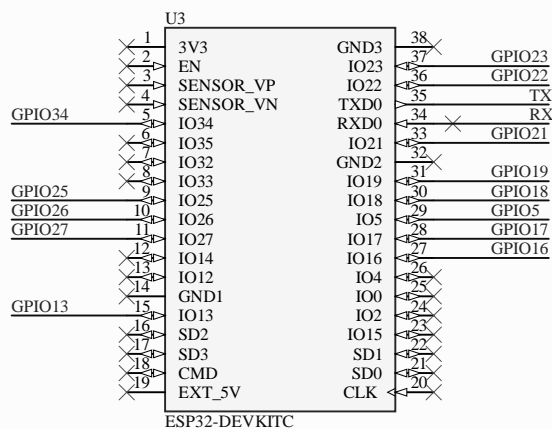 U3
1 3V3 GND3 38
2 EN IO23 37 GPIO23
3 SENSOR_VP IO22 36 GPIO22
4 SENSOR_VN TXD0 35 TX
GPIO34 5 IO34 RXD0 34 RX
6 IO35 IO21 33 GPIO21
7 IO32 GND2 32
8 IO33 IO19 31 GPIO19
GPIO25 9 IO25 IO18 30 GPIO18
GPIO26 10 IO26 IO5 29 GPIO5
GPIO27 11 IO27 IO17 28 GPIO17
12 IO14 IO16 27 GPIO16
13 IO12 IO4 26
14 GND1 IO0 25
GPIO13 15 IO13 IO2 24
16 SD2 IO15 23
17 SD3 SD1 22
18 CMD SD0 21
19 EXT_5V CLK 20
ESP32-DEVKITC